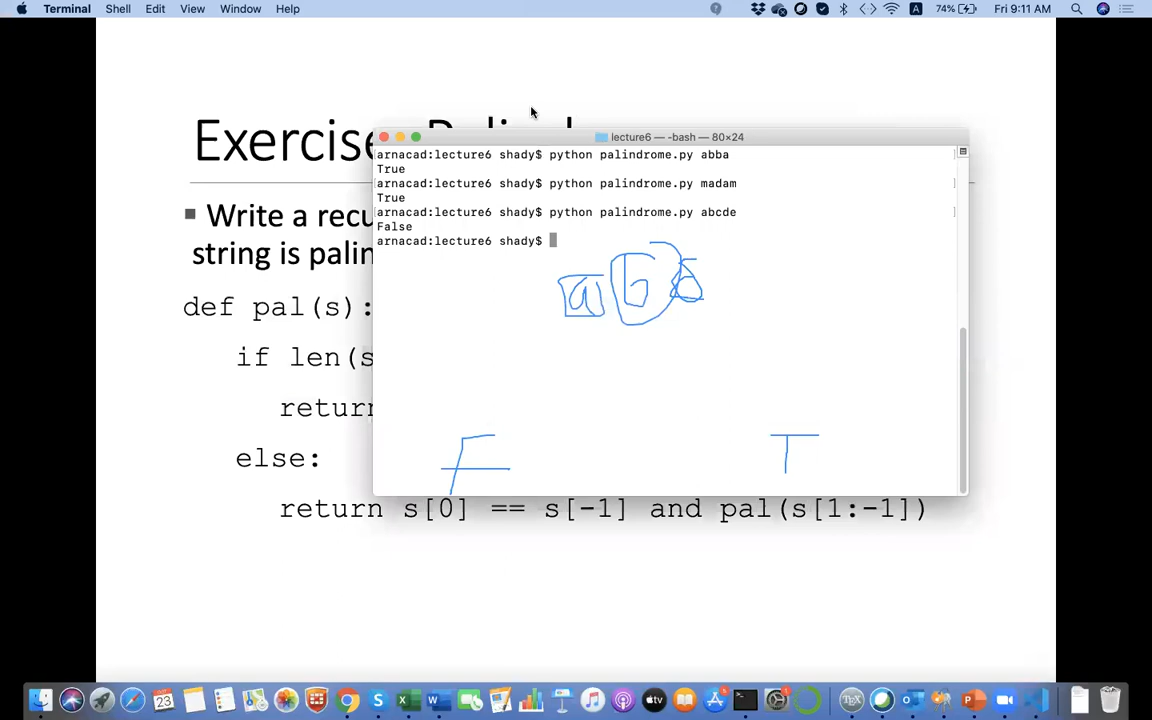 Terminal Shell Edit View Window Help 74% Fri 9:11 AM
Exercise
lecture6 — -bash — 80×24
[arnacad:lecture6 shady$ python palindrome.py abba ]
True
[arnacad:lecture6 shady$ python palindrome.py madam ]
True
[arnacad:lecture6 shady$ python palindrome.py abcde ]
False
arnacad:lecture6 shady$
▪ Write a recu
string is palin
a b b
def pal(s):
if len(s
return
F T
else:
return s[0] == s[-1] and pal(s[1:-1])